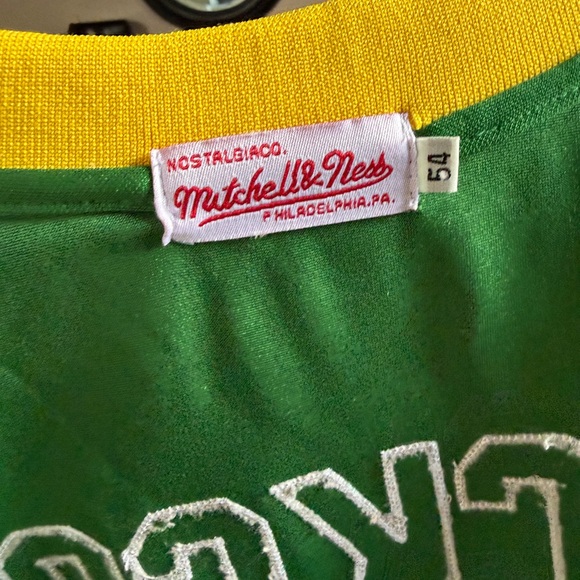 NOSTALGIA CO.
Mitchell & Ness
PHILADELPHIA, PA.
54